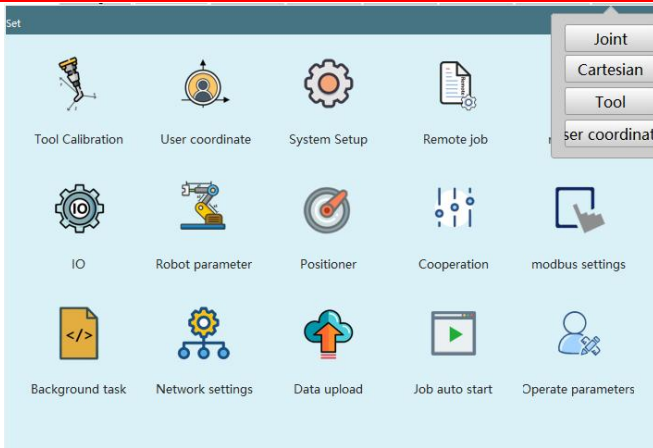 Set
Joint
Cartesian
Tool
ser coordinat
Tool Calibration
User coordinate
System Setup
Remote job
IO
Robot parameter
Positioner
Cooperation
modbus settings
Background task
Network settings
Data upload
Job auto start
Operate parameters